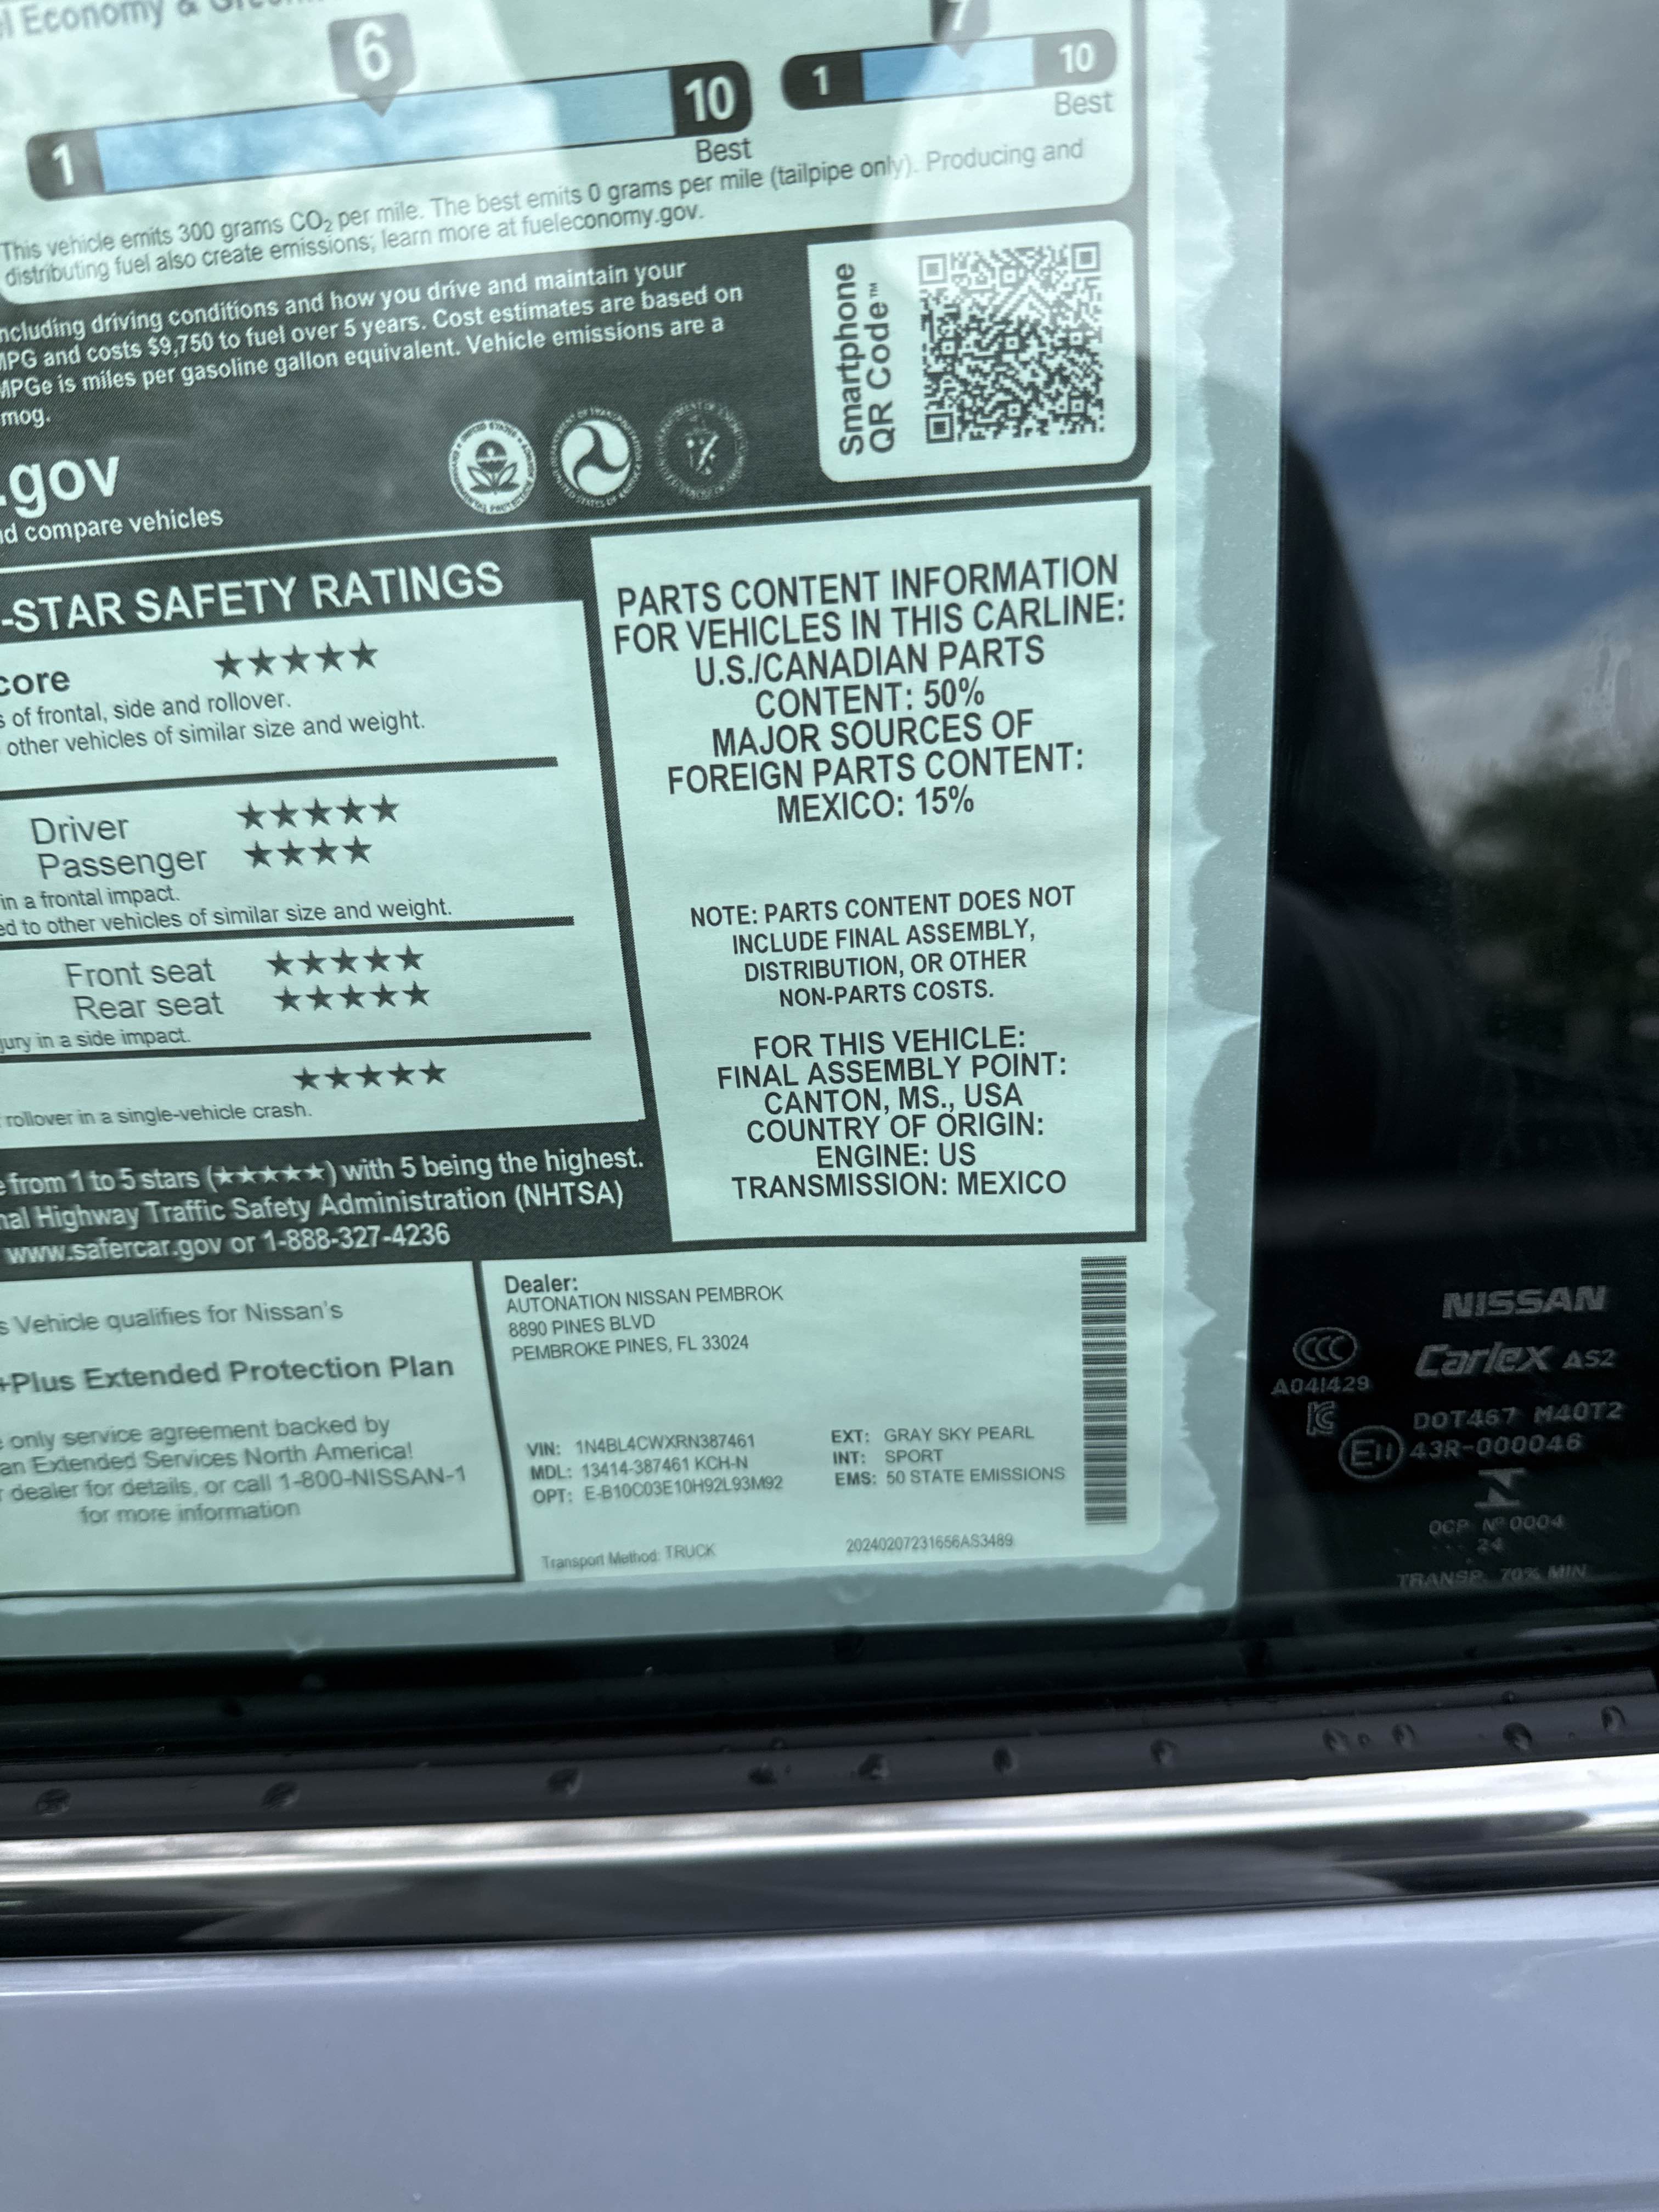 l Economy &
6
7
1
10
Best
1
10
Best
This vehicle emits 300 grams CO₂ per mile. The best emits 0 grams per mile (tailpipe only). Producing and
distributing fuel also create emissions; learn more at fueleconomy.gov.
ncluding driving conditions and how you drive and maintain your
MPG and costs $9,750 to fuel over 5 years. Cost estimates are based on
MPGe is miles per gasoline gallon equivalent. Vehicle emissions are a
mog.
Smartphone
QR Code™
.gov
nd compare vehicles
-STAR SAFETY RATINGS
core ★★★★★
s of frontal, side and rollover.
other vehicles of similar size and weight.
Driver ★★★★★
Passenger ★★★★
in a frontal impact.
ed to other vehicles of similar size and weight.
Front seat ★★★★★
Rear seat ★★★★★
jury in a side impact.
★★★★★
rollover in a single-vehicle crash.
e from 1 to 5 stars (★★★★★) with 5 being the highest.
nal Highway Traffic Safety Administration (NHTSA)
www.safercar.gov or 1-888-327-4236
PARTS CONTENT INFORMATION
FOR VEHICLES IN THIS CARLINE:
U.S./CANADIAN PARTS
CONTENT: 50%
MAJOR SOURCES OF
FOREIGN PARTS CONTENT:
MEXICO: 15%
NOTE: PARTS CONTENT DOES NOT
INCLUDE FINAL ASSEMBLY,
DISTRIBUTION, OR OTHER
NON-PARTS COSTS.
FOR THIS VEHICLE:
FINAL ASSEMBLY POINT:
CANTON, MS., USA
COUNTRY OF ORIGIN:
ENGINE: US
TRANSMISSION: MEXICO
s Vehicle qualifies for Nissan's
+Plus Extended Protection Plan
e only service agreement backed by
an Extended Services North America!
r dealer for details, or call 1-800-NISSAN-1
for more information
Dealer:
AUTONATION NISSAN PEMBROK
8890 PINES BLVD
PEMBROKE PINES, FL 33024
VIN: 1N4BL4CWXRN387461
MDL: 13414-387461 KCH-N
OPT: E-B10C03E10H92L93M92
EXT: GRAY SKY PEARL
INT: SPORT
EMS: 50 STATE EMISSIONS
Transport Method: TRUCK
20240207231656AS3489
NISSAN
CCC
Carlex AS2
A041429
DOT467 M40T2
E11 43R-000046
OCP Nº 0004
24
TRANSP. 70% MIN